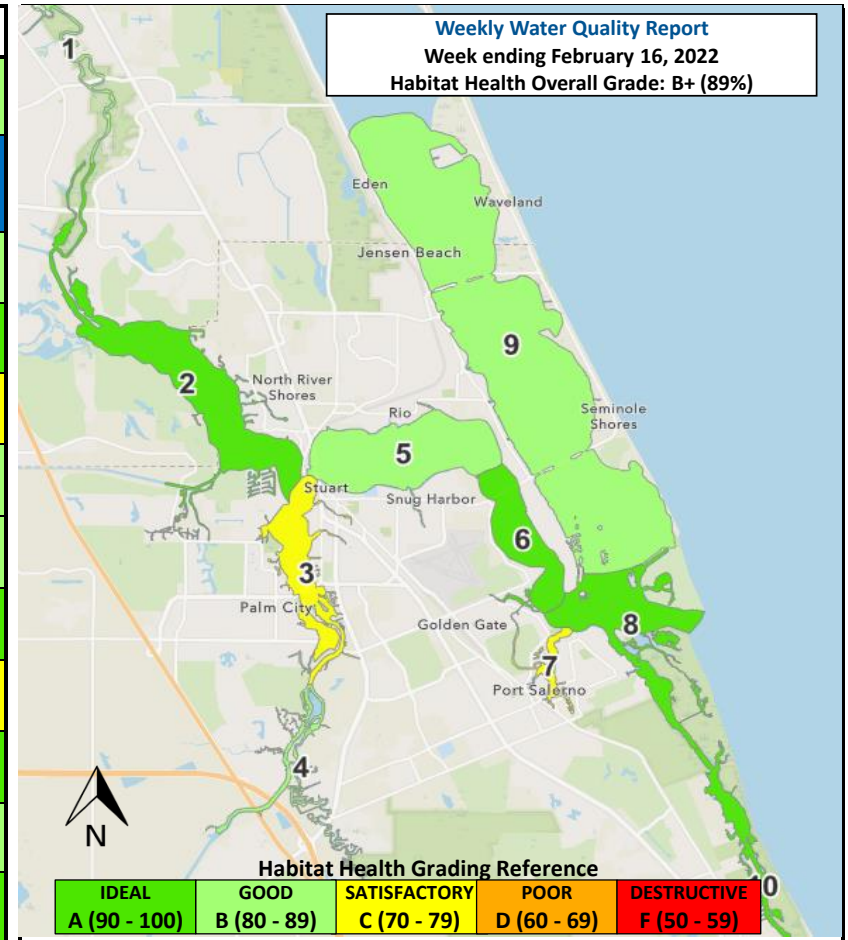 Weekly Water Quality Report
Week ending February 16, 2022
Habitat Health Overall Grade: B+ (89%)
1
Eden
Waveland
Jensen Beach
9
2
North River
Shores
Rio
Seminole
Shores
5
Stuart
Snug Harbor
6
3
Palm City
Golden Gate
8
7
Port Salerno
4
N
0
Habitat Health Grading Reference
IDEAL GOOD SATISFACTORY POOR DESTRUCTIVE
A (90 - 100) B (80 - 89) C (70 - 79) D (60 - 69) F (50 - 59)